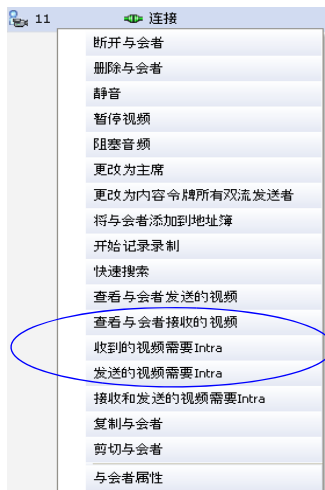 11 连接
断开与会者
删除与会者
静音
暂停视频
阻塞音频
更改为主席
更改为内容令牌所有双流发送者
将与会者添加到地址簿
开始记录录制
快速搜索
查看与会者发送的视频
查看与会者接收的视频
收到的视频需要Intra
发送的视频需要Intra
接收和发送的视频需要Intra
复制与会者
剪切与会者
与会者属性